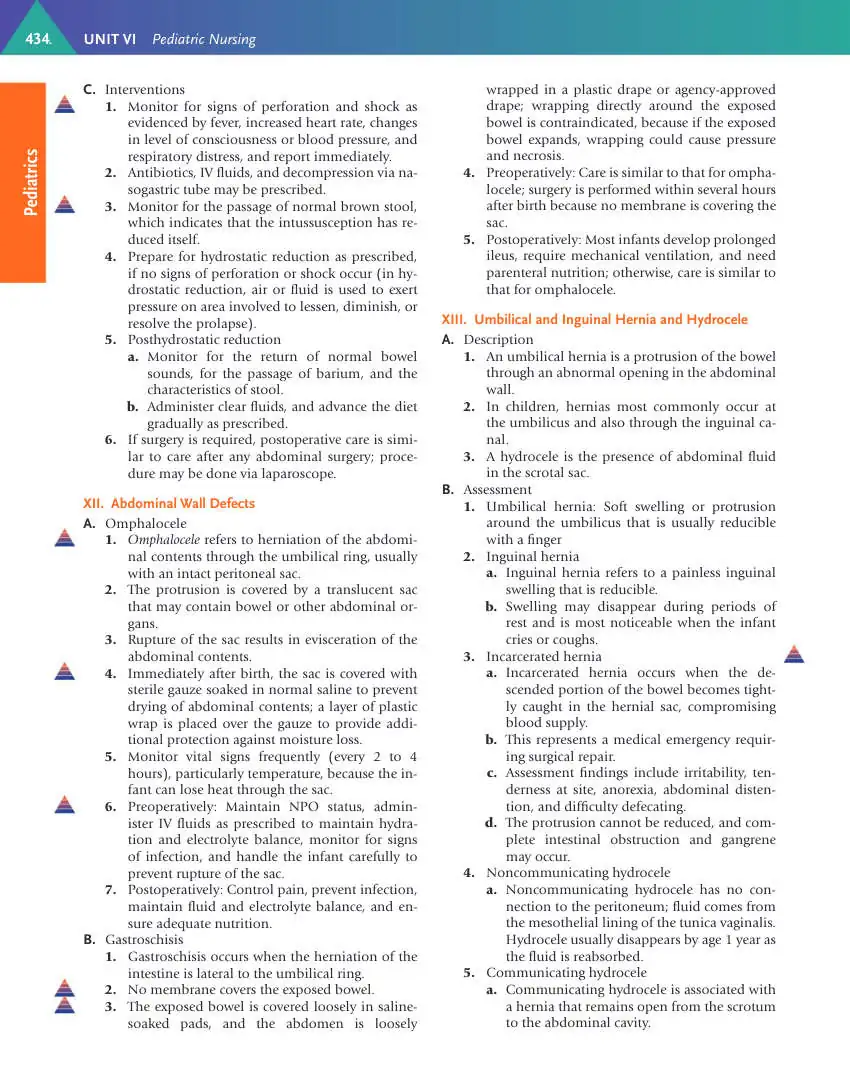 434.
UNIT VI Pediatric Nursing
Pediatrics
C. Interventions
1. Monitor for signs of perforation and shock as
evidenced by fever, increased heart rate, changes
in level of consciousness or blood pressure, and
respiratory distress, and report immediately.
2. Antibiotics, IV fluids, and decompression via na-
sogastric tube may be prescribed.
3. Monitor for the passage of normal brown stool,
which indicates that the intussusception has re-
duced itself.
4. Prepare for hydrostatic reduction as prescribed,
if no signs of perforation or shock occur (in hy-
drostatic reduction, air or fluid is used to exert
pressure on area involved to lessen, diminish, or
resolve the prolapse).
5. Posthydrostatic reduction
a. Monitor for the return of normal bowel
sounds, for the passage of barium, and the
characteristics of stool.
b. Administer clear fluids, and advance the diet
gradually as prescribed.
6. If surgery is required, postoperative care is simi-
lar to care after any abdominal surgery; proce-
dure may be done via laparoscope.
XII. Abdominal Wall Defects
A. Omphalocele
1. Omphalocele refers to herniation of the abdomi-
nal contents through the umbilical ring, usually
with an intact peritoneal sac.
2. The protrusion is covered by a translucent sac
that may contain bowel or other abdominal or-
gans.
3. Rupture of the sac results in evisceration of the
abdominal contents.
4. Immediately after birth, the sac is covered with
sterile gauze soaked in normal saline to prevent
drying of abdominal contents; a layer of plastic
wrap is placed over the gauze to provide addi-
tional protection against moisture loss.
5. Monitor vital signs frequently (every 2 to 4
hours), particularly temperature, because the in-
fant can lose heat through the sac.
6. Preoperatively: Maintain NPO status, admin-
ister IV fluids as prescribed to maintain hydra-
tion and electrolyte balance, monitor for signs
of infection, and handle the infant carefully to
prevent rupture of the sac.
7. Postoperatively: Control pain, prevent infection,
maintain fluid and electrolyte balance, and en-
sure adequate nutrition.
B. Gastroschisis
1. Gastroschisis occurs when the herniation of the
intestine is lateral to the umbilical ring.
2. No membrane covers the exposed bowel.
3. The exposed bowel is covered loosely in saline-
soaked pads, and the abdomen is loosely
wrapped in a plastic drape or agency-approved
drape; wrapping directly around the exposed
bowel is contraindicated, because if the exposed
bowel expands, wrapping could cause pressure
and necrosis.
4. Preoperatively: Care is similar to that for ompha-
locele; surgery is performed within several hours
after birth because no membrane is covering the
sac.
5. Postoperatively: Most infants develop prolonged
ileus, require mechanical ventilation, and need
parenteral nutrition; otherwise, care is similar to
that for omphalocele.
XIII. Umbilical and Inguinal Hernia and Hydrocele
A. Description
1. An umbilical hernia is a protrusion of the bowel
through an abnormal opening in the abdominal
wall.
2. In children, hernias most commonly occur at
the umbilicus and also through the inguinal ca-
nal.
3. A hydrocele is the presence of abdominal fluid
in the scrotal sac.
B. Assessment
1. Umbilical hernia: Soft swelling or protrusion
around the umbilicus that is usually reducible
with a finger
2. Inguinal hernia
a. Inguinal hernia refers to a painless inguinal
swelling that is reducible.
b. Swelling may disappear during periods of
rest and is most noticeable when the infant
cries or coughs.
3. Incarcerated hernia
a. Incarcerated hernia occurs when the de-
scended portion of the bowel becomes tight-
ly caught in the hernial sac, compromising
blood supply.
b. This represents a medical emergency requir-
ing surgical repair.
c. Assessment findings include irritability, ten-
derness at site, anorexia, abdominal disten-
tion, and difficulty defecating.
d. The protrusion cannot be reduced, and com-
plete intestinal obstruction and gangrene
may occur.
4. Noncommunicating hydrocele
a. Noncommunicating hydrocele has no con-
nection to the peritoneum; fluid comes from
the mesothelial lining of the tunica vaginalis.
Hydrocele usually disappears by age 1 year as
the fluid is reabsorbed.
5. Communicating hydrocele
a. Communicating hydrocele is associated with
a hernia that remains open from the scrotum
to the abdominal cavity.